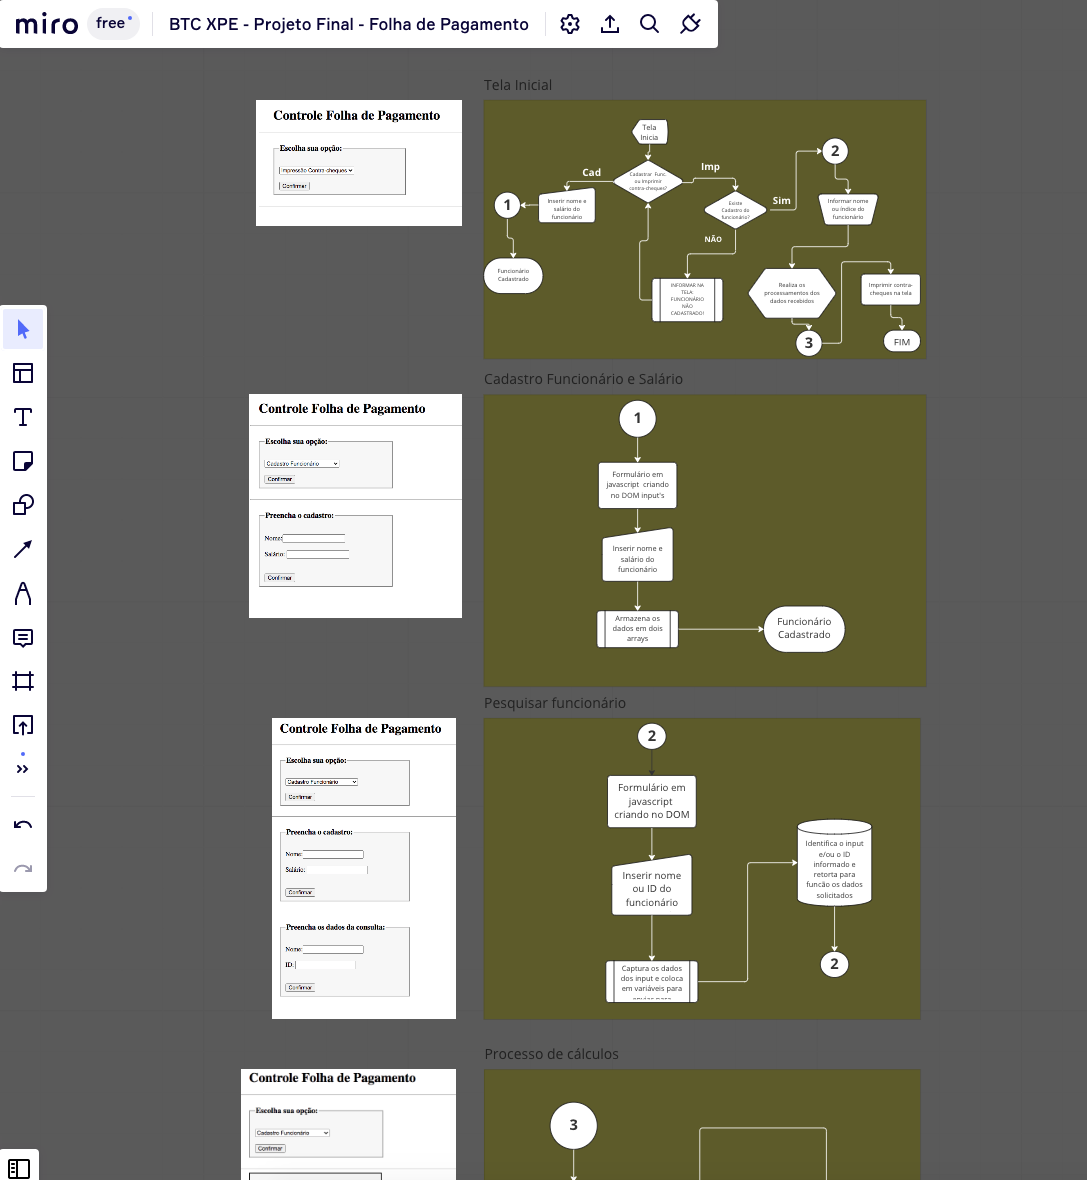 miro free BTC XPE - Projeto Final - Folha de Pagamento
Tela Inicial
Controle Folha de Pagamento
Escolha sua opção:
Impressão Contra-cheques
Confirmar
Tela
Inicia
Cadastrar Func
ou Imprimir
contra-cheques?
Cad
Imp
Inserir nome e
salário do
funcionário
1
Funcionário
Cadastrado
Existe
Cadastro do
funcionária?
Sim
NÃO
INFORMAR NA
TELA:
FUNCIONÁRIO
NÃO
CADASTRADO!
2
Informar nome
ou índice do
funcionário
Realiza os
processamentos dos
dados recebidos
3
Imprimir contra-
cheques na tela
FIM
Cadastro Funcionário e Salário
Controle Folha de Pagamento
Escolha sua opção:
Cadastro Funcionário
Confirmar
Preencha o cadastro:
Nome:
Salário:
Confirmar
1
Formulário em
javascript criando
no DOM input's
Inserir nome e
salário do
funcionário
Armazena os
dados em dois
arrays
Funcionário
Cadastrado
Pesquisar funcionário
Controle Folha de Pagamento
Escolha sua opção:
Cadastro Funcionário
Confirmar
Preencha o cadastro:
Nome:
Salário:
Confirmar
Preencha os dados da consulta:
Nome:
ID:
Confirmar
2
Formulário em
javascript
criando no DOM
Inserir nome
ou ID do
funcionário
Captura os dados
dos input e coloca
em variáveis para
Identifica o input
e/ou o ID
informado e
retorta para
funcão os dados
solicitados
2
Processo de cálculos
Controle Folha de Pagamento
Escolha sua opção:
Cadastro Funcionário
Confirmar
3